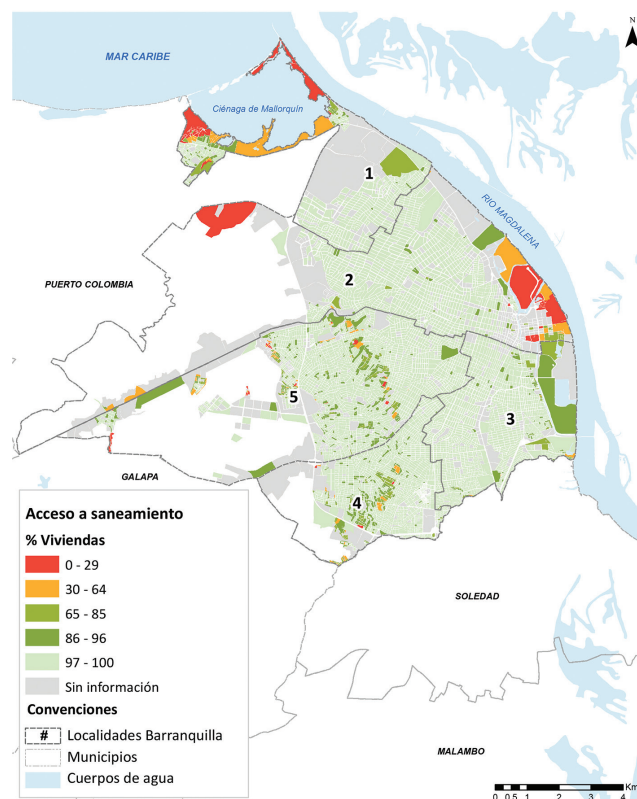 N
MAR CARIBE
Ciénaga de Mallorquín
1
RIO MAGDALENA
PUERTO COLOMBIA
2
5
3
GALAPA
4
Acceso a saneamiento
% Viviendas
0 - 29
30 - 64
65 - 85
86 - 96
97 - 100
Sin información
Convenciones
# Localidades Barranquilla
Municipios
Cuerpos de agua
SOLEDAD
MALAMBO
Km
0 0.5 1 2 3 4